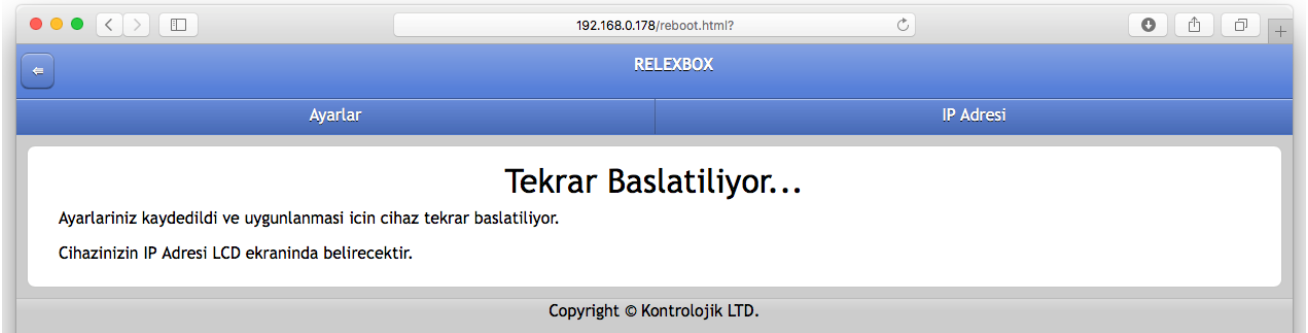 192.168.0.178/reboot.html?
RELEXBOX
Ayarlar
IP Adresi
Tekrar Baslatiliyor...
Ayarlariniz kaydedildi ve uygunlanmasi icin cihaz tekrar baslatiliyor.
Cihazinizin IP Adresi LCD ekraninda belirecektir.
Copyright © Kontrolojik LTD.